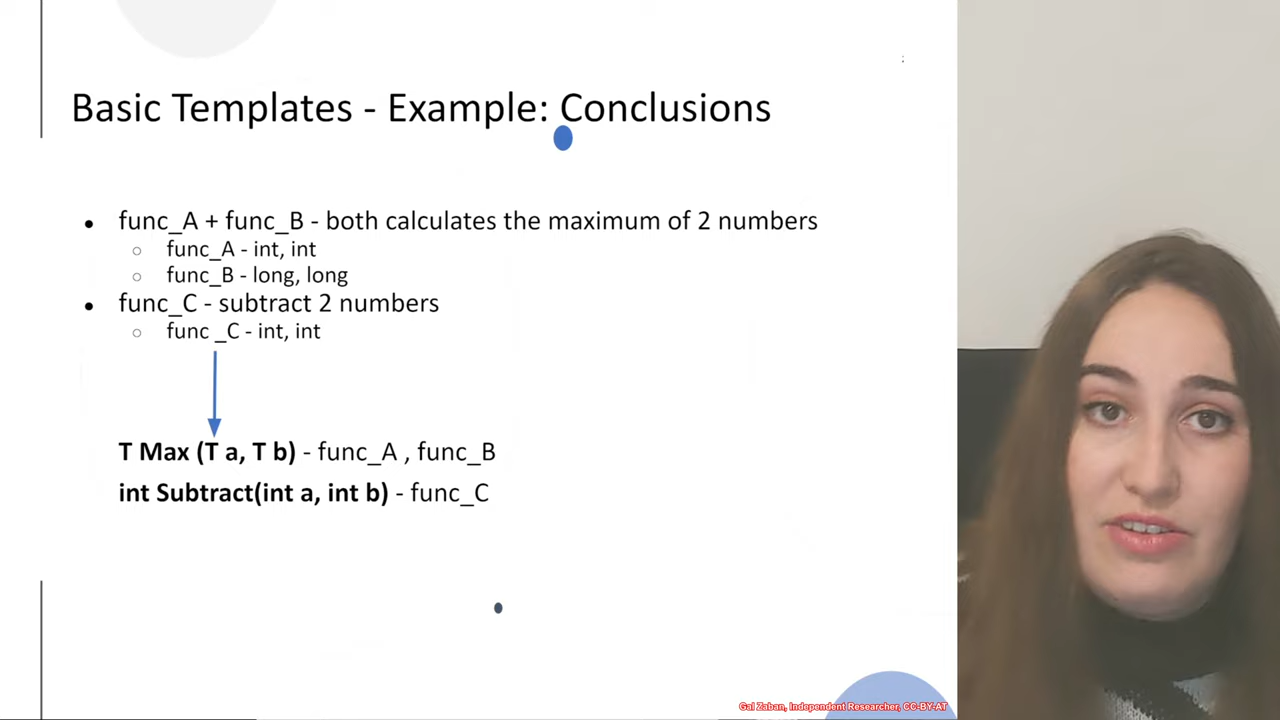 Basic Templates - Example: Conclusions
● func_A + func_B - both calculates the maximum of 2 numbers
○ func_A - int, int
○ func_B - long, long
● func_C - subtract 2 numbers
○ func _C - int, int
T Max (T a, T b) - func_A , func_B
int Subtract(int a, int b) - func_C
Gal Zaban, Independent Researcher, CC-BY-AT